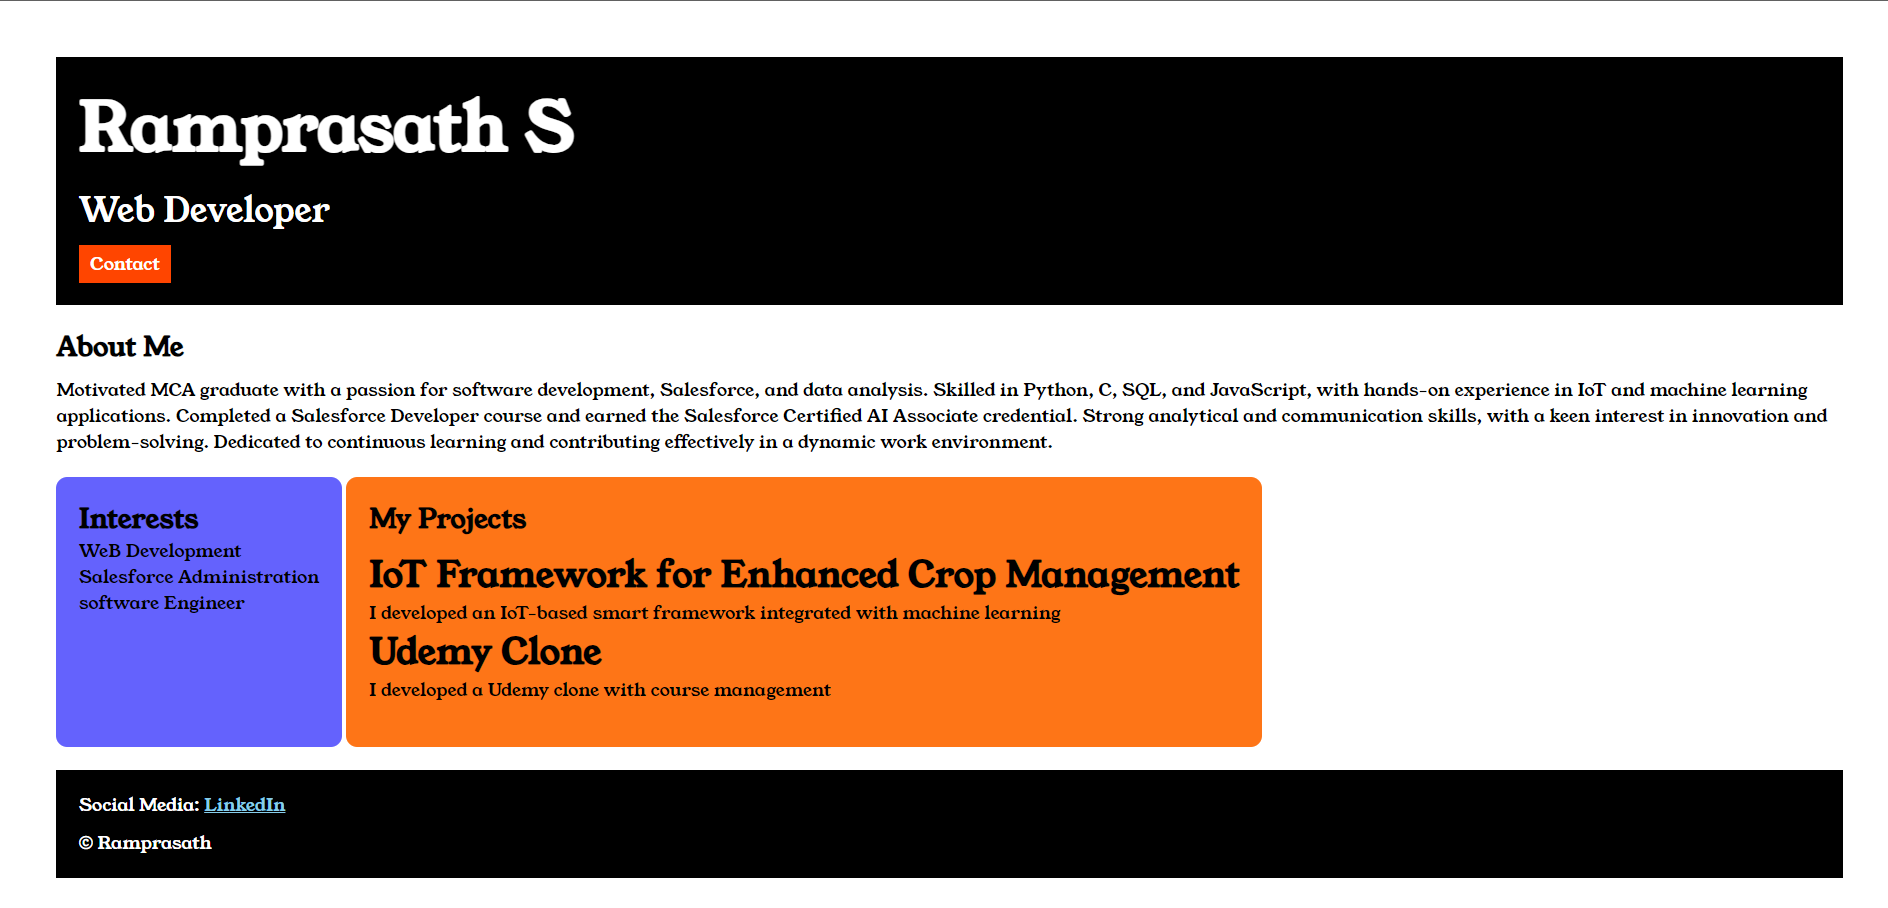 Ramprasath S
Web Developer
Contact
About Me
Motivated MCA graduate with a passion for software development, Salesforce, and data analysis. Skilled in Python, C, SQL, and JavaScript, with hands-on experience in IoT and machine learning
applications. Completed a Salesforce Developer course and earned the Salesforce Certified AI Associate credential. Strong analytical and communication skills, with a keen interest in innovation and
problem-solving. Dedicated to continuous learning and contributing effectively in a dynamic work environment.
Interests
WeB Development
Salesforce Administration
software Engineer
My Projects
IoT Framework for Enhanced Crop Management
I developed an IoT-based smart framework integrated with machine learning
Udemy Clone
I developed a Udemy clone with course management
Social Media: LinkedIn
© Ramprasath